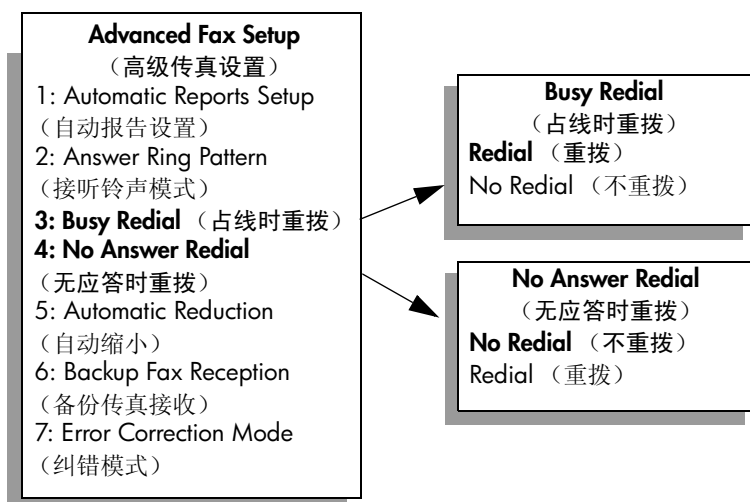 Advanced Fax Setup
（高级传真设置）
1: Automatic Reports Setup
（自动报告设置）
2: Answer Ring Pattern
（接听铃声模式）
3: Busy Redial （占线时重拨）
4: No Answer Redial
（无应答时重拨）
5: Automatic Reduction
（自动缩小）
6: Backup Fax Reception
（备份传真接收）
7: Error Correction Mode
（纠错模式）
Busy Redial
（占线时重拨）
Redial （重拨）
No Redial （不重拨）
No Answer Redial
（无应答时重拨）
No Redial （不重拨）
Redial （重拨）